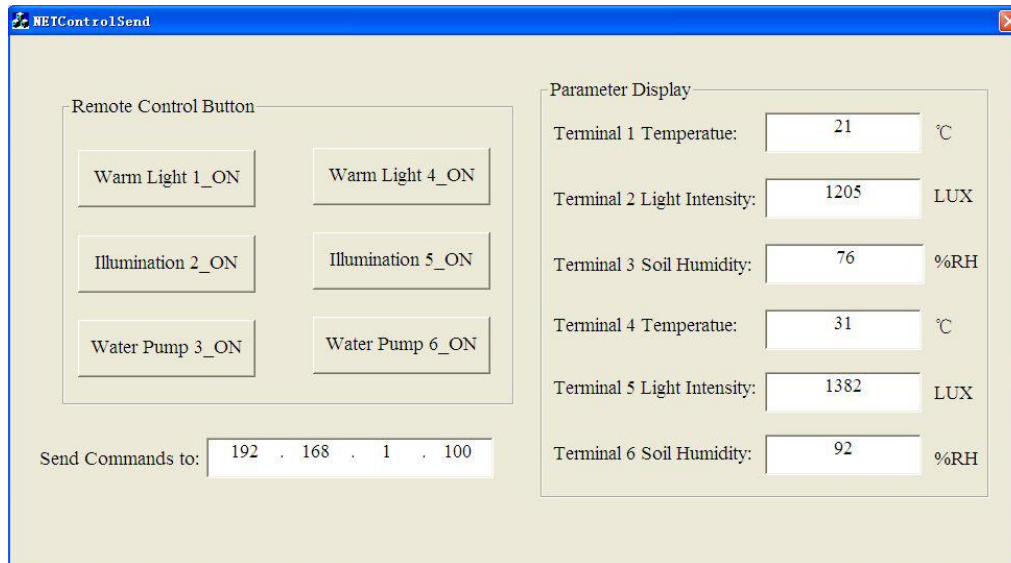 NETControlSend
Remote Control Button
Warm Light 1_ON
Warm Light 4_ON
Illumination 2_ON
Illumination 5_ON
Water Pump 3_ON
Water Pump 6_ON
Send Commands to: 192 . 168 . 1 . 100
Parameter Display
Terminal 1 Temperatue: 21 ℃
Terminal 2 Light Intensity: 1205 LUX
Terminal 3 Soil Humidity: 76 %RH
Terminal 4 Temperatue: 31 ℃
Terminal 5 Light Intensity: 1382 LUX
Terminal 6 Soil Humidity: 92 %RH